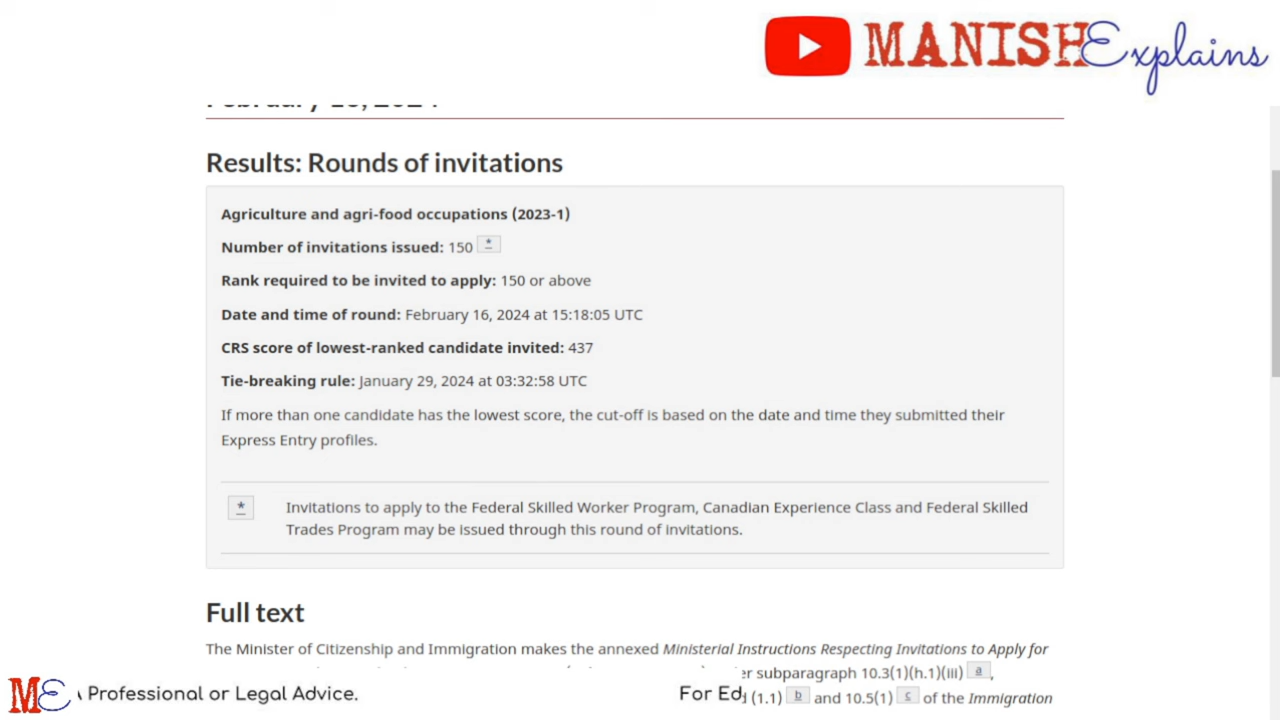 MANISH Explains
Results: Rounds of invitations
Agriculture and agri-food occupations (2023-1)
Number of invitations issued: 150 *
Rank required to be invited to apply: 150 or above
Date and time of round: February 16, 2024 at 15:18:05 UTC
CRS score of lowest-ranked candidate invited: 437
Tie-breaking rule: January 29, 2024 at 03:32:58 UTC
If more than one candidate has the lowest score, the cut-off is based on the date and time they submitted their
Express Entry profiles.
* Invitations to apply to the Federal Skilled Worker Program, Canadian Experience Class and Federal Skilled
Trades Program may be issued through this round of invitations.
Full text
The Minister of Citizenship and Immigration makes the annexed Ministerial Instructions Respecting Invitations to Apply for
er subparagraph 10.3(1)(h.1)(iii) a,
ME A Professional or Legal Advice. For Ed
(1.1) b and 10.5(1) c of the Immigration